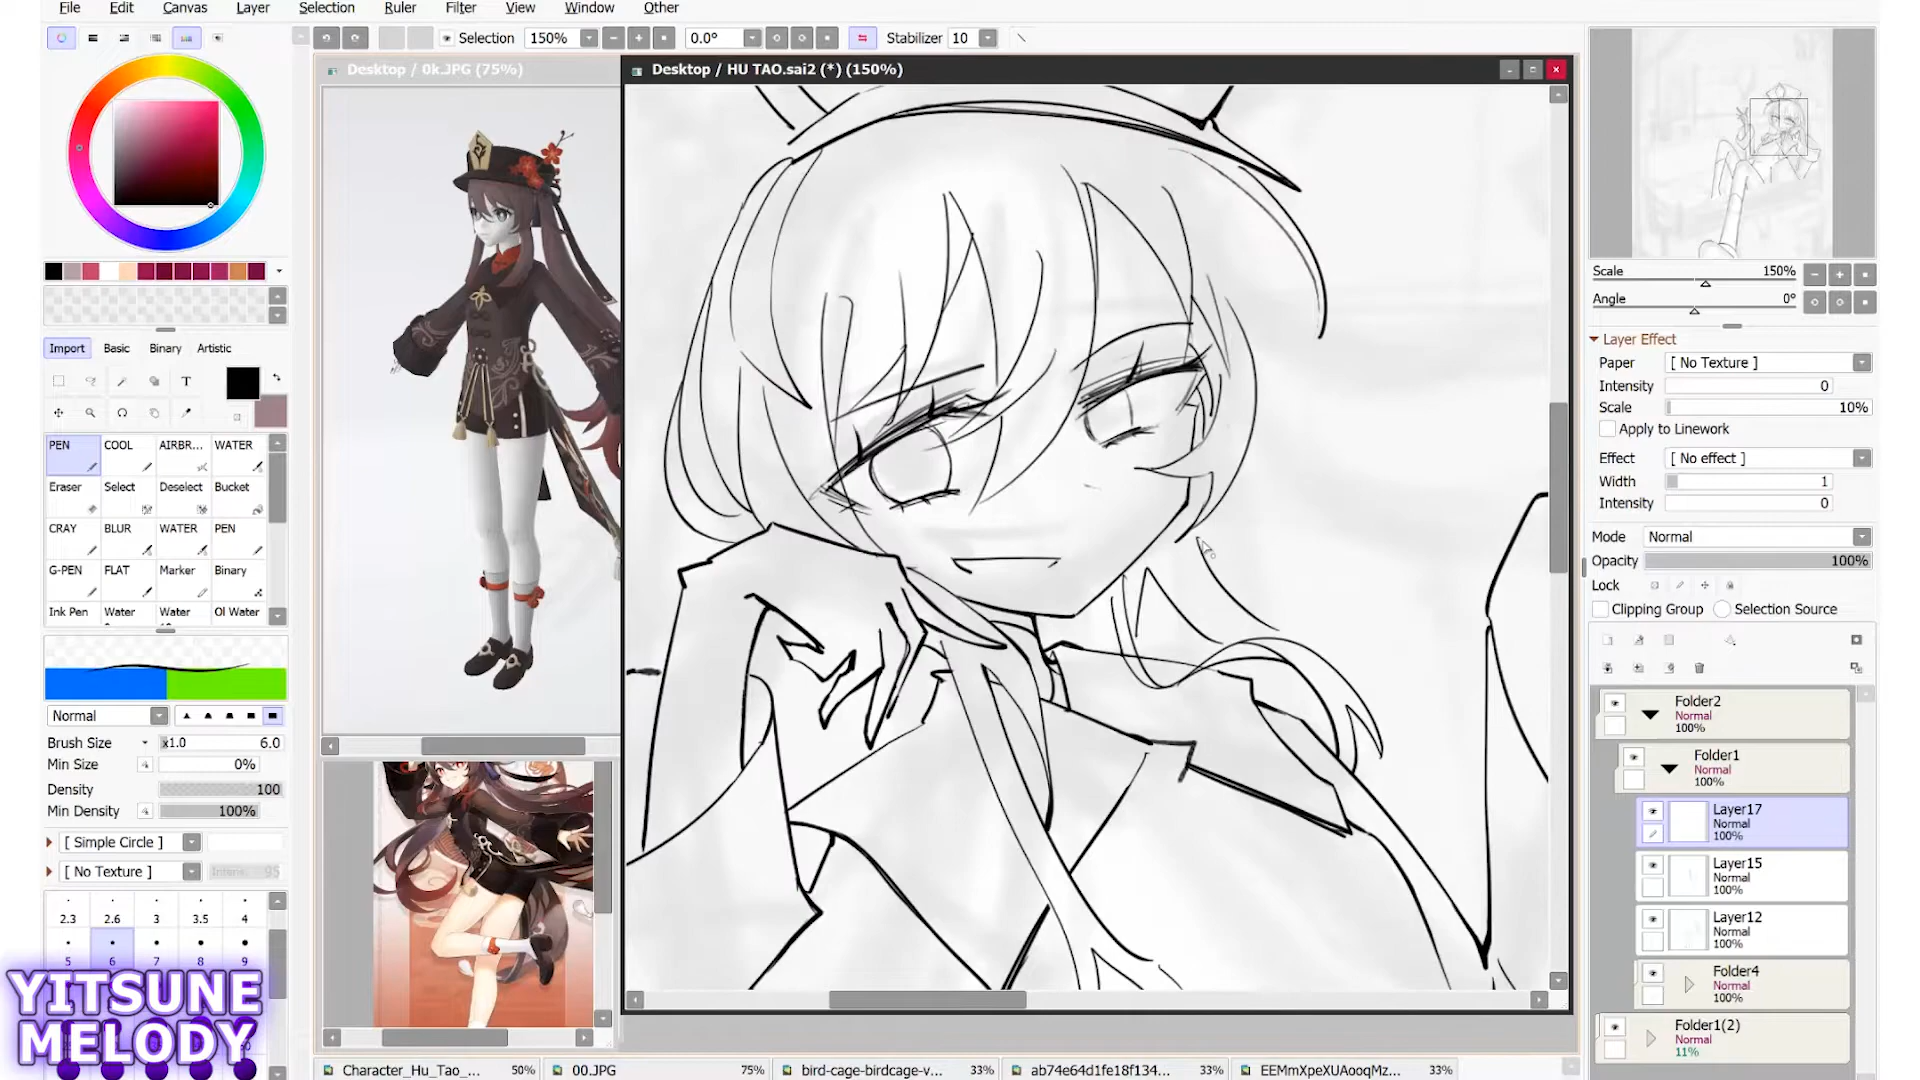 File Edit Canvas Layer Selection Ruler Filter View Window Other
Selection 150% 0.0° Stabilizer 10
Desktop / 0k.JPG (75%)
Desktop / HU TAO.sai2 (*) (150%)
Import Basic Binary Artistic
T
PEN COOL AIRBR... WATER
Eraser Select Deselect Bucket
CRAY BLUR WATER PEN
G-PEN FLAT Marker Binary
Ink Pen Water Water Ol Water
Normal
Brush Size x1.0 6.0
Min Size 0%
Density 100
Min Density 100%
[ Simple Circle ]
[ No Texture ] 95
2.3 2.6 3 3.5 4
5 6 7 8 9
YITSUNE
MELODY
Scale 150%
Angle 0°
Layer Effect
Paper [ No Texture ]
Intensity 0
Scale 10%
Apply to Linework
Effect [ No effect ]
Width 1
Intensity 0
Mode Normal
Opacity 100%
Lock
Clipping Group Selection Source
Folder2
Normal
100%
Folder1
Normal
100%
Layer17
Normal
100%
Layer15
Normal
100%
Layer12
Normal
100%
Folder4
Normal
100%
Folder1(2)
Normal
11%
Character_Hu_Tao_... 50% 00.JPG 75% bird-cage-birdcage-v... 33% ab74e64d1fe18f134... 33% EEMmXpeXUAooqMz... 33%